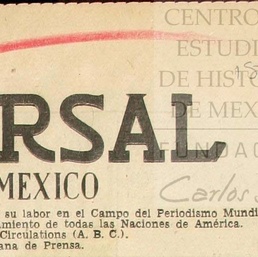 CENTRO
ESTUDI
DE HISTO
DE MEX
RSAL
FUNDAC
MEXICO
Carlos S
su labor en el Campo del Periodismo Mundi
amiento de todas las Naciones de América.
Circulations (A. B. C.).
ana de Prensa.